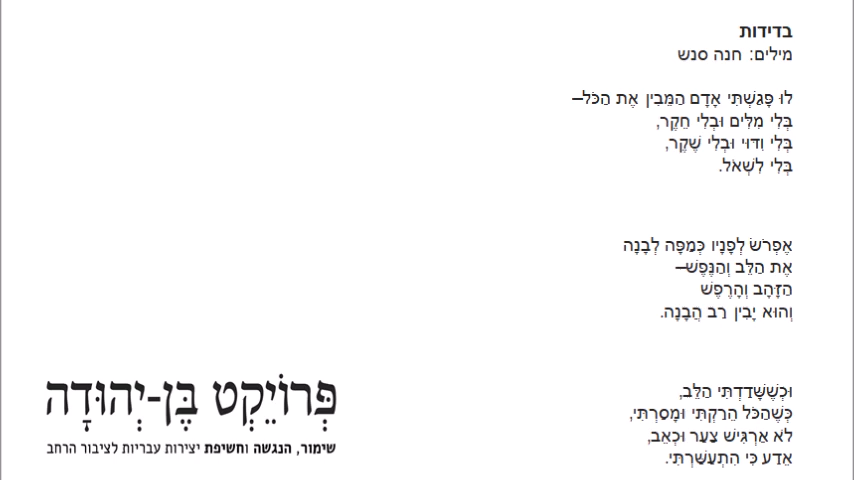 בדידות
מילים: חנה סנש
לוּ פָּגַשְׁתִּי אָדָם הַמֵּבִין אֶת הַכֹּל–
בְּלִי מִלִּים וּבְלִי חֵקֶר,
בְּלִי וִדּוּי וּבְלִי שֶׁקֶר,
בְּלִי לִשְׁאֹל.
אֶפְרֹשׂ לְפָנָיו כְּמַפָּה לְבָנָה
אֶת הַלֵּב וְהַנֶּפֶשׁ–
הַזָּהָב וְהָרֶפֶשׁ
וְהוּא יָבִין רַב הֲבָנָה.
וּכְשֶׁשָּׁדַדְתִּי הַלֵּב,
כְּשֶׁהַכֹּל הֵרַקְתִּי וּמָסַרְתִּי,
לֹא אַרְגִּישׁ צַעַר וּכְאֵב,
אֵדַע כִּי הִתְעַשַּׁרְתִּי.
פְּרוֹיֵקְט בֶּן-יְהוּדָה
שימור, הנגשה וחשיפת יצירות עבריות לציבור הרחב